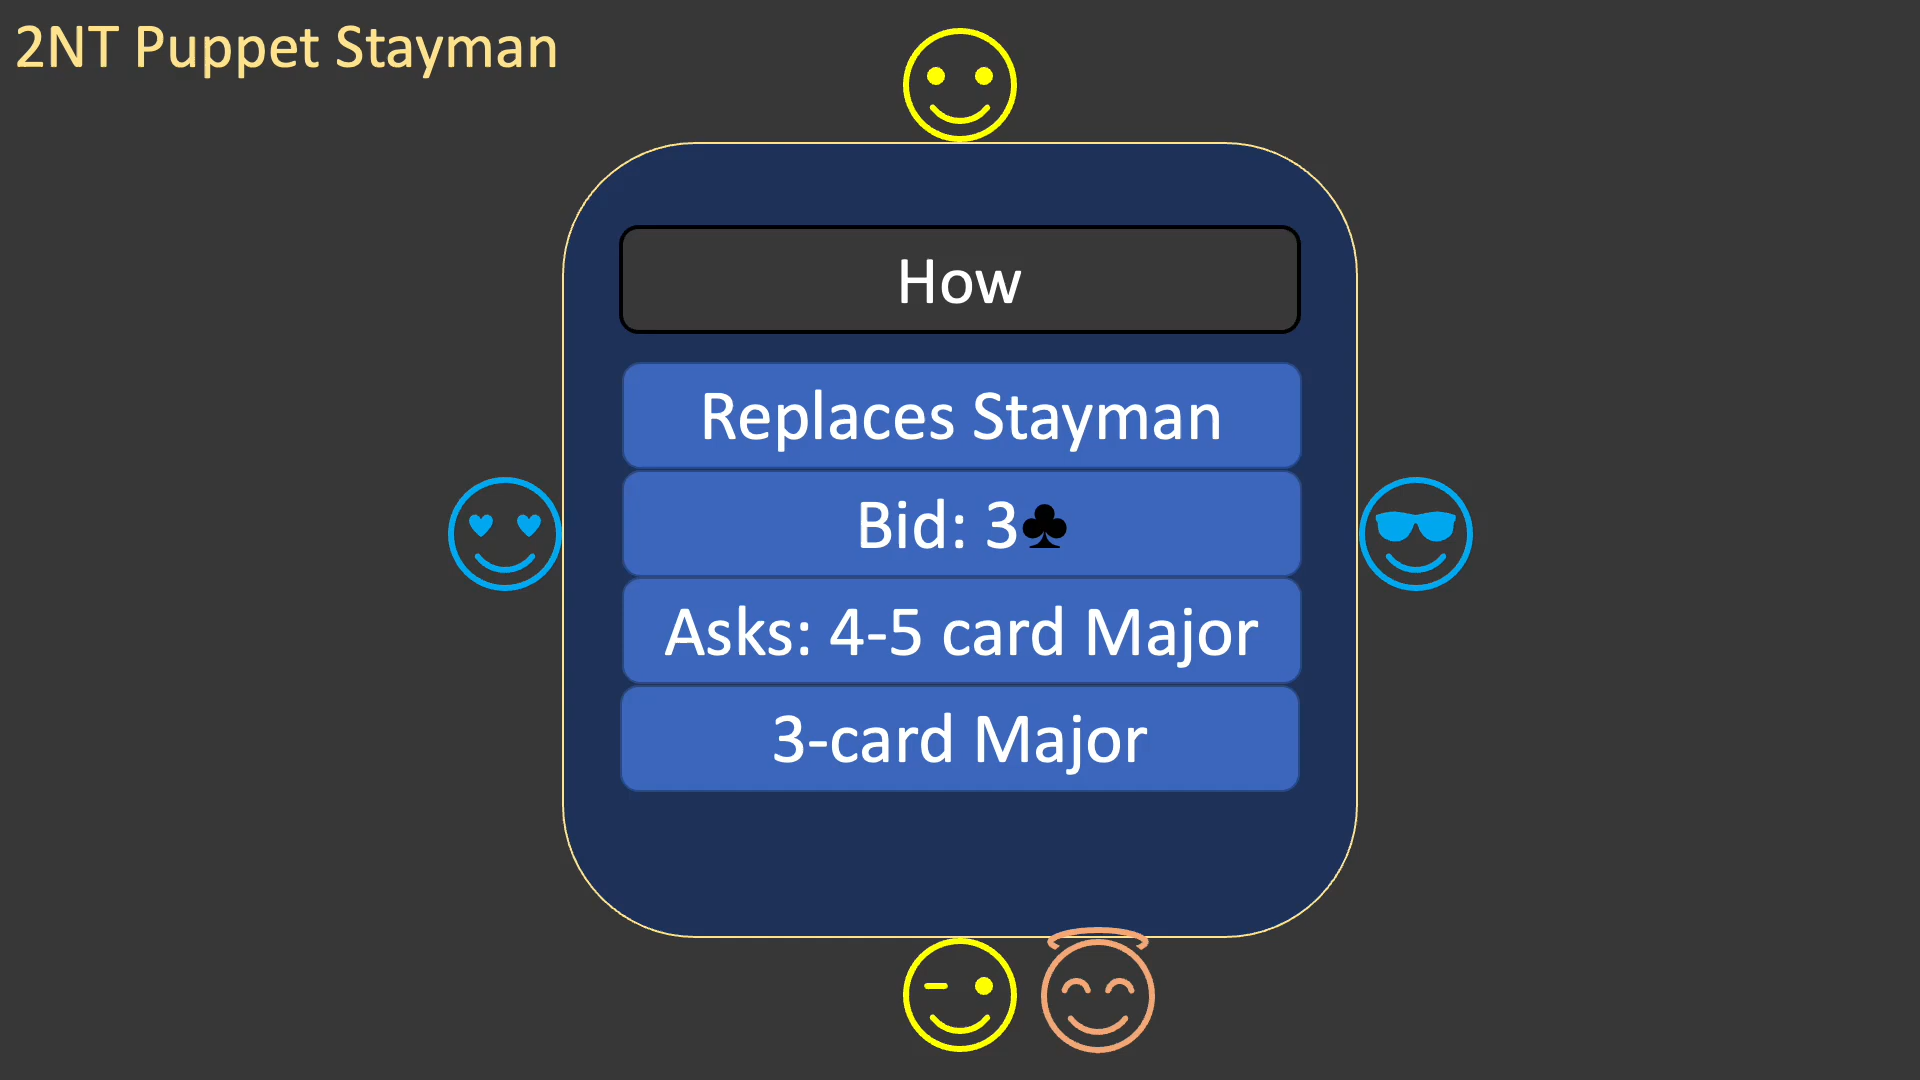 2NT Puppet Stayman
How
Replaces Stayman
Bid: 3♣
Asks: 4-5 card Major
3-card Major